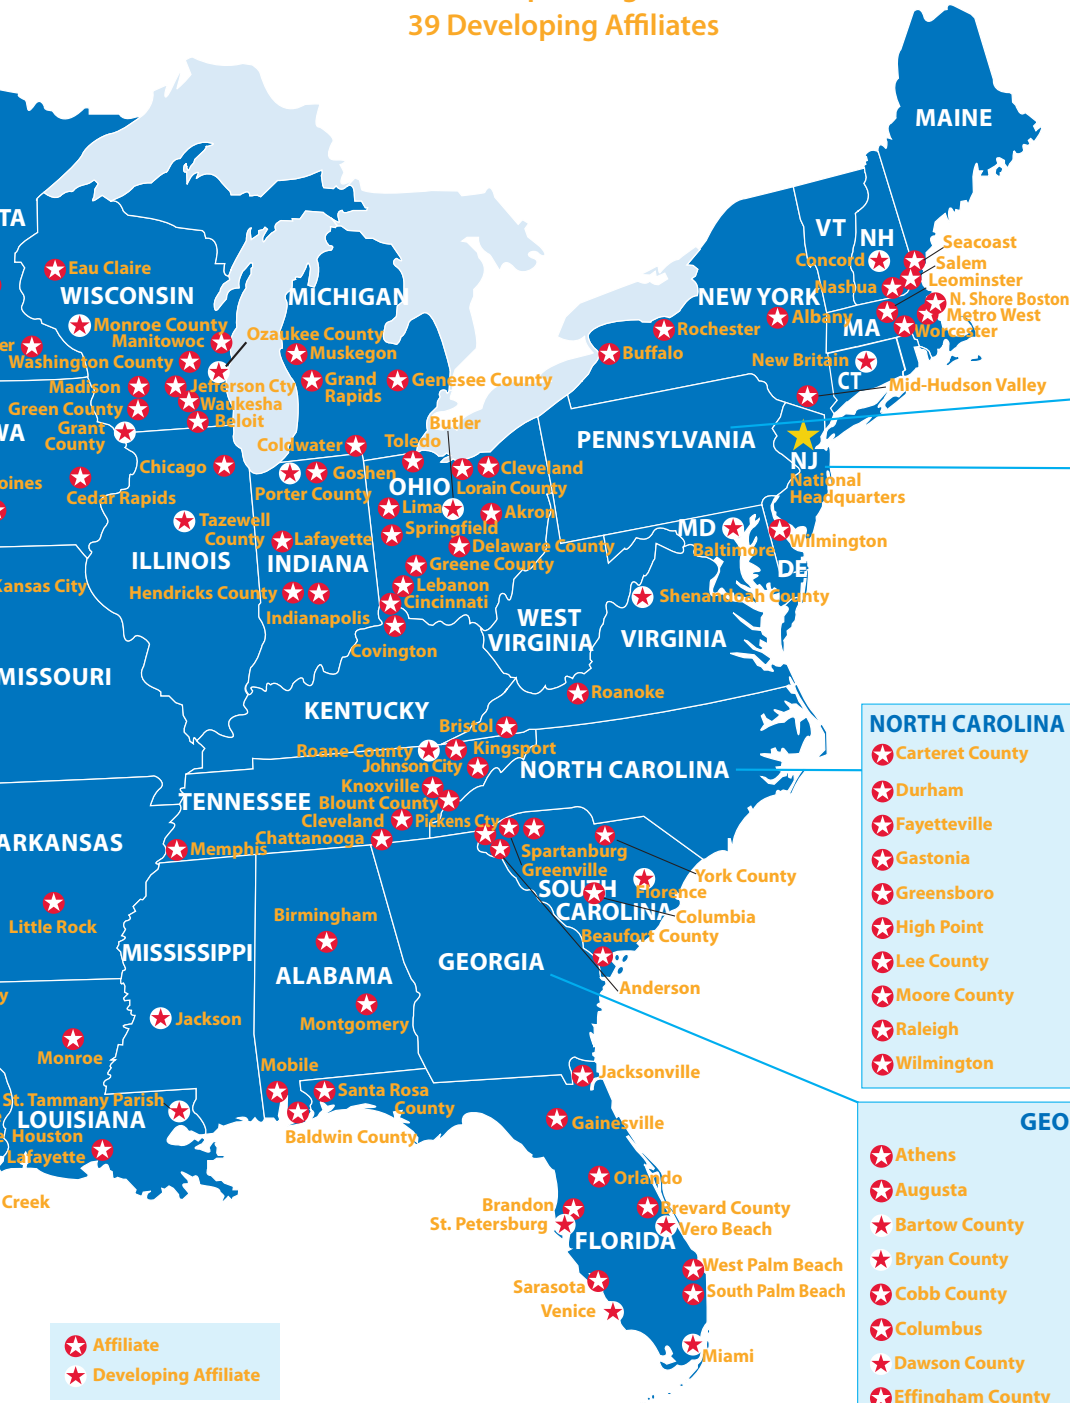 39 Developing Affiliates
MAINE
TA
VT
NH
Seacoast
Concord
Salem
Eau Claire
Leominster
Nashua
WISCONSIN
MICHIGAN
NEW YORK
N. Shore Boston
Metro West
Albany
Monroe County
Ozaukee County
Rochester
MA
Worcester
Manitowoc
er
Muskegon
Buffalo
Washington County
New Britain
Madison
Jefferson Cty
Grand
Rapids
Genesee County
CT
Mid-Hudson Valley
Waukesha
Green County
Beloit
Butler
WA
Grant
County
Coldwater
Toledo
PENNSYLVANIA
Chicago
Goshen
Cleveland
NJ
oines
Cedar Rapids
Porter County
OHIO
Lorain County
National
Headquarters
Lima
Akron
Tazewell
County
Springfield
MD
Lafayette
Delaware County
Baltimore
Wilmington
ILLINOIS
INDIANA
Greene County
DE
Kansas City
Hendricks County
Lebanon
Cincinnati
Shenandoah County
Indianapolis
WEST
VIRGINIA
VIRGINIA
Covington
MISSOURI
Roanoke
KENTUCKY
Bristol
Roane County
Kingsport
Johnson City
NORTH CAROLINA
Knoxville
TENNESSEE
Blount County
Cleveland
Pickens Cty
Chattanooga
ARKANSAS
Memphis
Spartanburg
Greenville
York County
SOUTH
CAROLINA
Florence
Little Rock
Birmingham
Columbia
Beaufort County
MISSISSIPPI
ALABAMA
GEORGIA
Anderson
y
Jackson
Montgomery
Monroe
Mobile
Jacksonville
St. Tammany Parish
Santa Rosa
County
LOUISIANA
Gainesville
e Houston
Baldwin County
Lafayette
Orlando
Creek
Brandon
Brevard County
St. Petersburg
Vero Beach
FLORIDA
West Palm Beach
Sarasota
South Palm Beach
Venice
Miami
Affiliate
Developing Affiliate
NORTH CAROLINA
Carteret County
Durham
Fayetteville
Gastonia
Greensboro
High Point
Lee County
Moore County
Raleigh
Wilmington
GEO
Athens
Augusta
Bartow County
Bryan County
Cobb County
Columbus
Dawson County
Effingham County